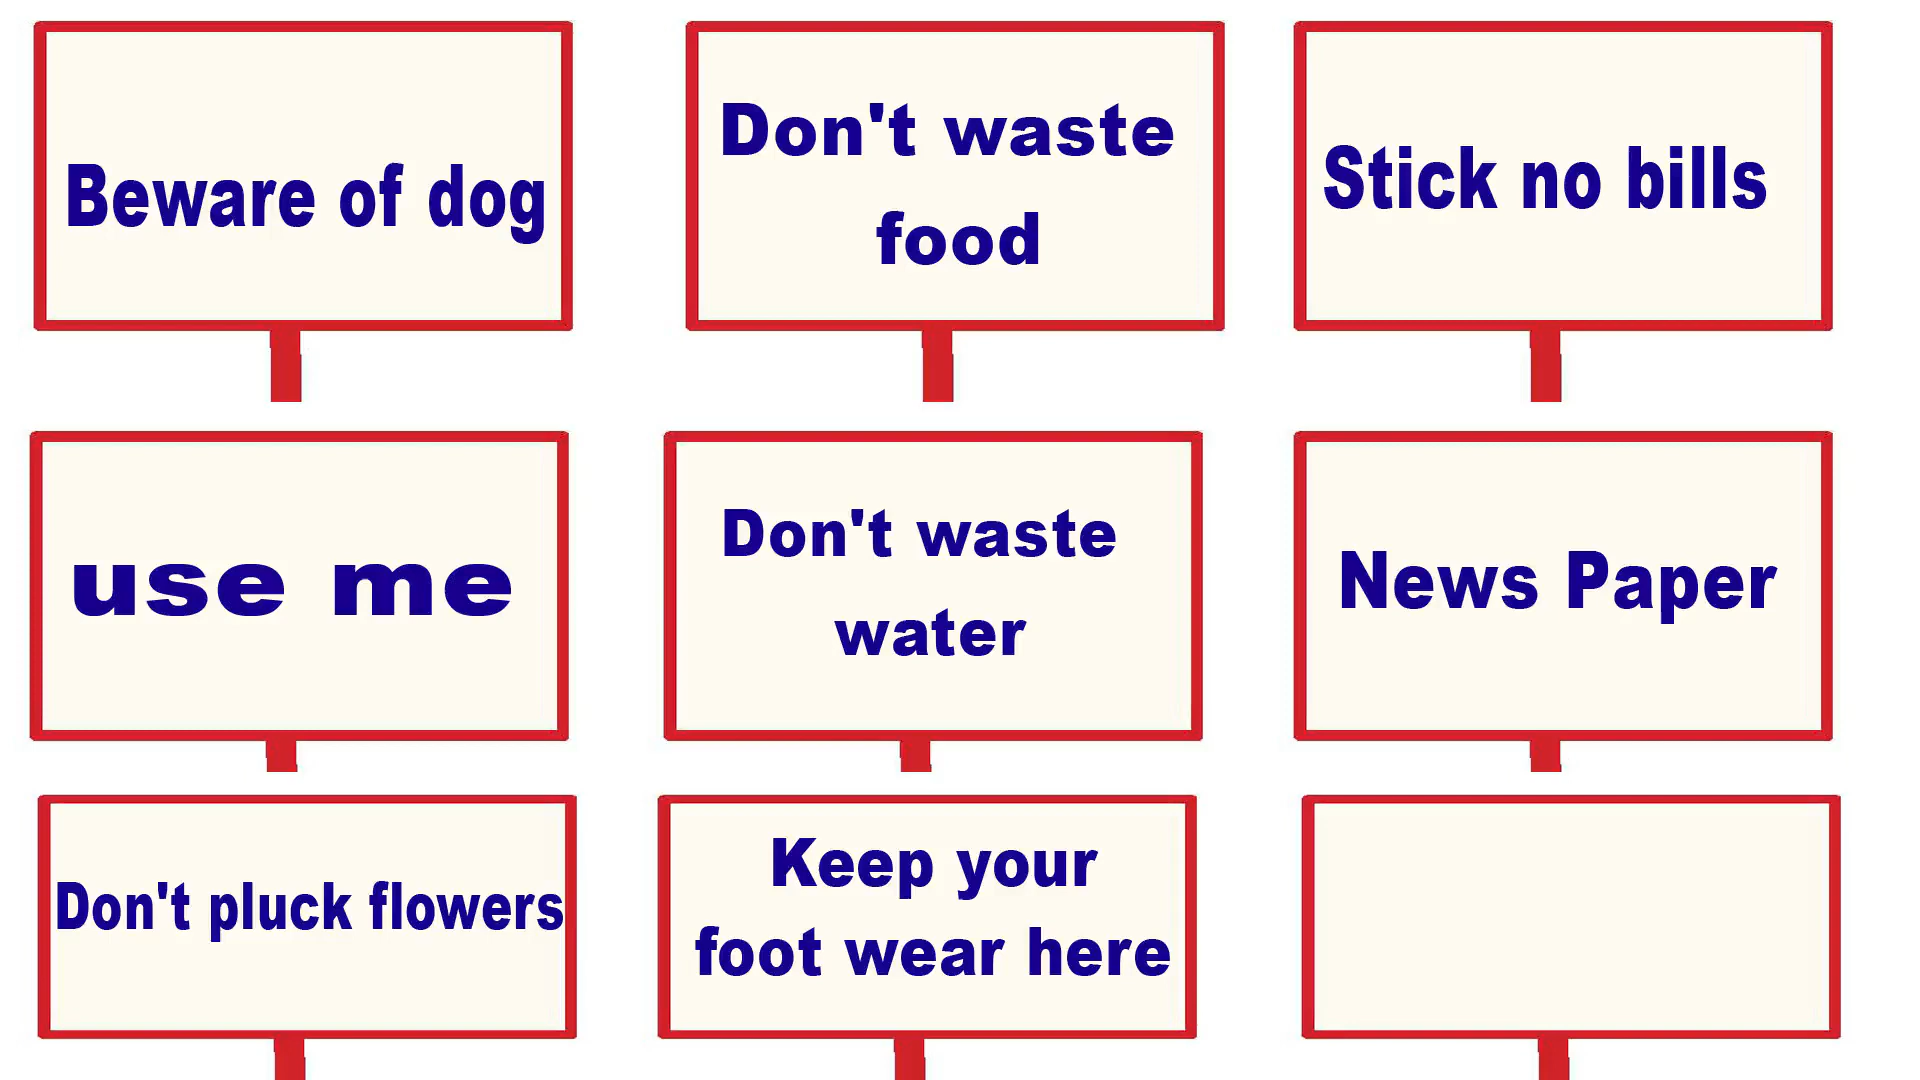 Beware of dog
Don't waste
food
Stick no bills
use me
Don't waste
water
News Paper
Don't pluck flowers
Keep your
foot wear here